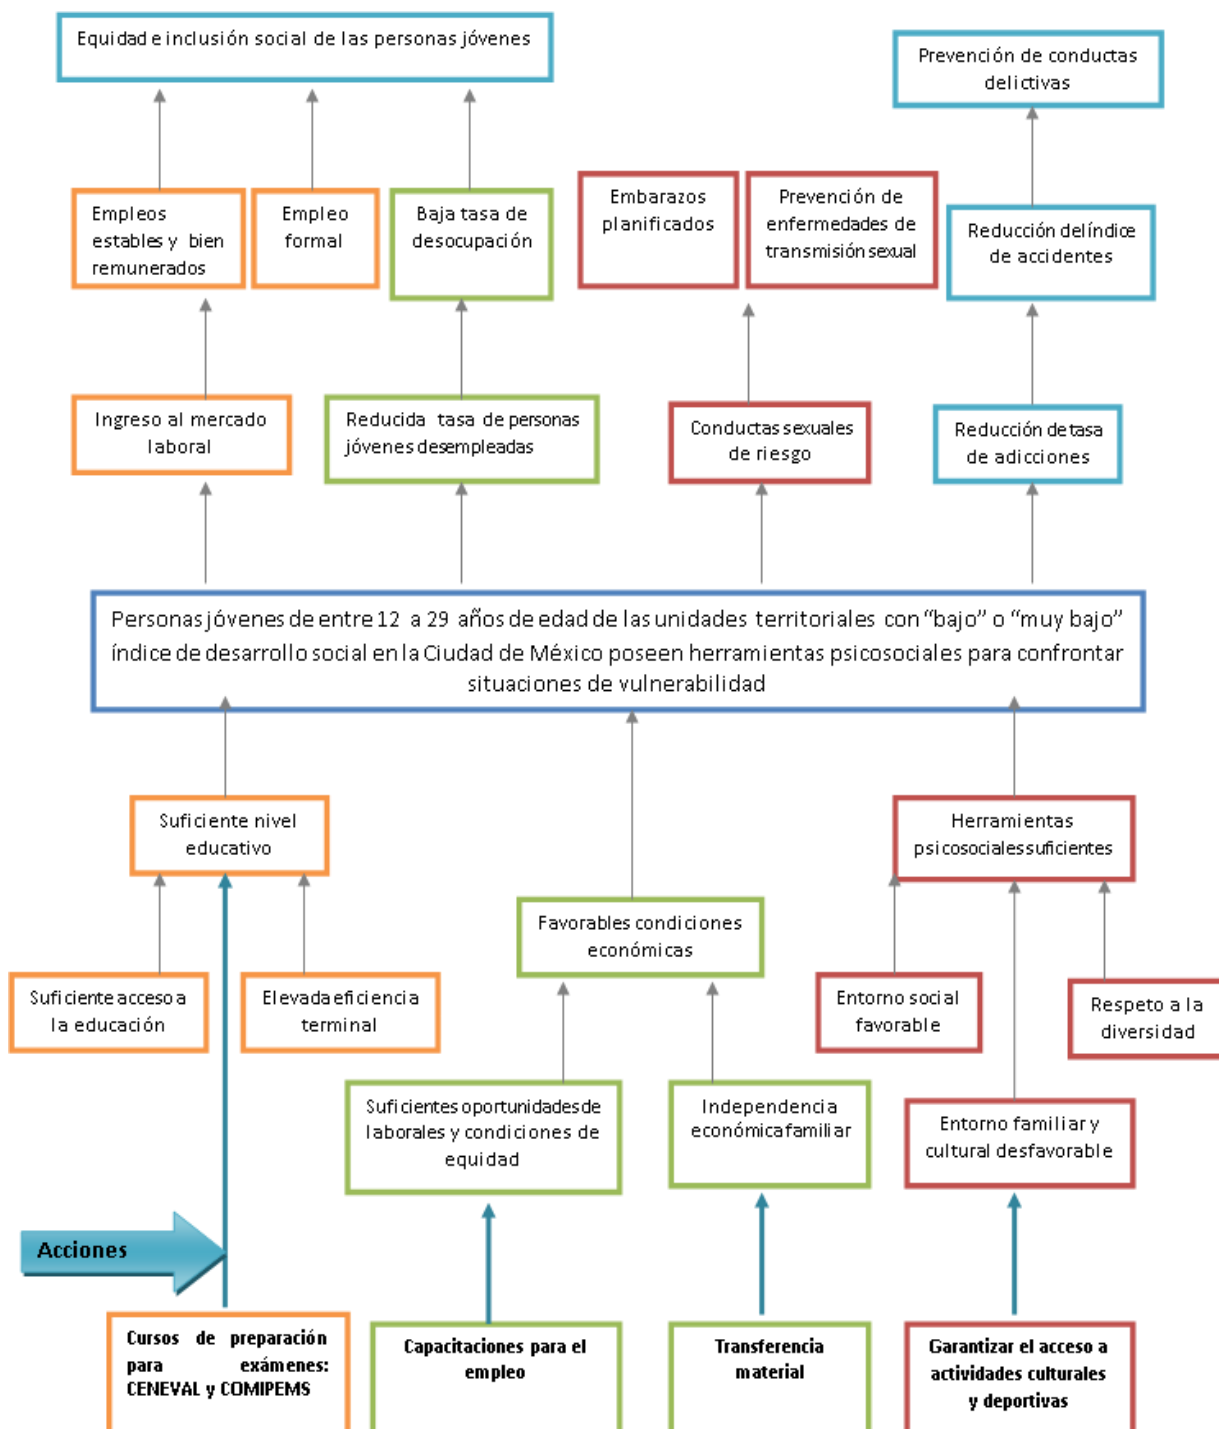 Equidad e inclusión social de las personas jóvenes
Prevención de conductas
delictivas
Empleos
estables y bien
remunerados
Empleo
formal
Baja tasa de
desocupación
Embarazos
planificados
Prevención de
enfermedades de
transmisión sexual
Reducción del índice
de accidentes
Ingreso al mercado
laboral
Reducida tasa de personas
jóvenes desempleadas
Conductas sexuales
de riesgo
Reducción de tasa
de adicciones
Personas jóvenes de entre 12 a 29 años de edad de las unidades territoriales con “bajo” o “muy bajo”
índice de desarrollo social en la Ciudad de México poseen herramientas psicosociales para confrontar
situaciones de vulnerabilidad
Suficiente nivel
educativo
Herramientas
psicosociales suficientes
Favorables condiciones
económicas
Suficiente acceso a
la educación
Elevada eficiencia
terminal
Entorno social
favorable
Respeto a la
diversidad
Suficientes oportunidades de
laborales y condiciones de
equidad
Independencia
económica familiar
Entorno familiar y
cultural desfavorable
Acciones
Cursos de preparación
para exámenes:
CENEVAL y COMIPEMS
Capacitaciones para el
empleo
Transferencia
material
Garantizar el acceso a
actividades culturales
y deportivas